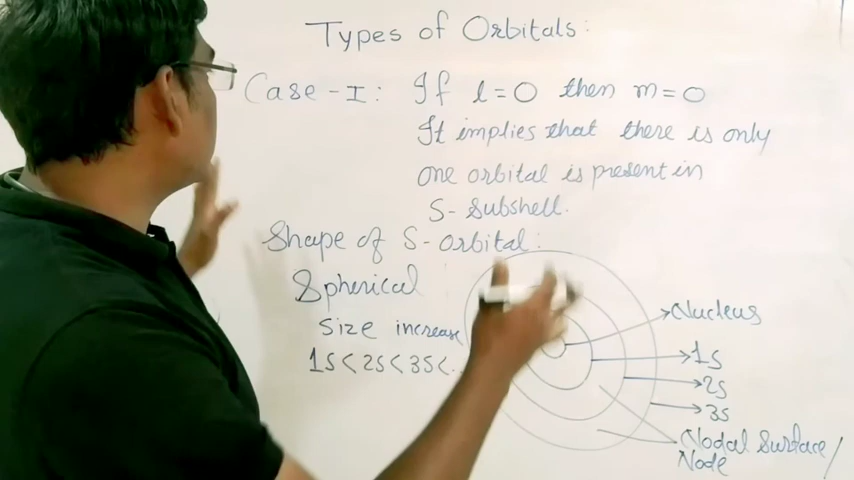 Types of Orbitals:
Case-I: If l=0 then m=0
It implies that there is only
one orbital is present in
S-Subshell.
Shape of S-orbital:
Spherical
Size increase
1s<2s<3s<..
Nucleus
1s
2s
3s
Nodal Surface/
Node